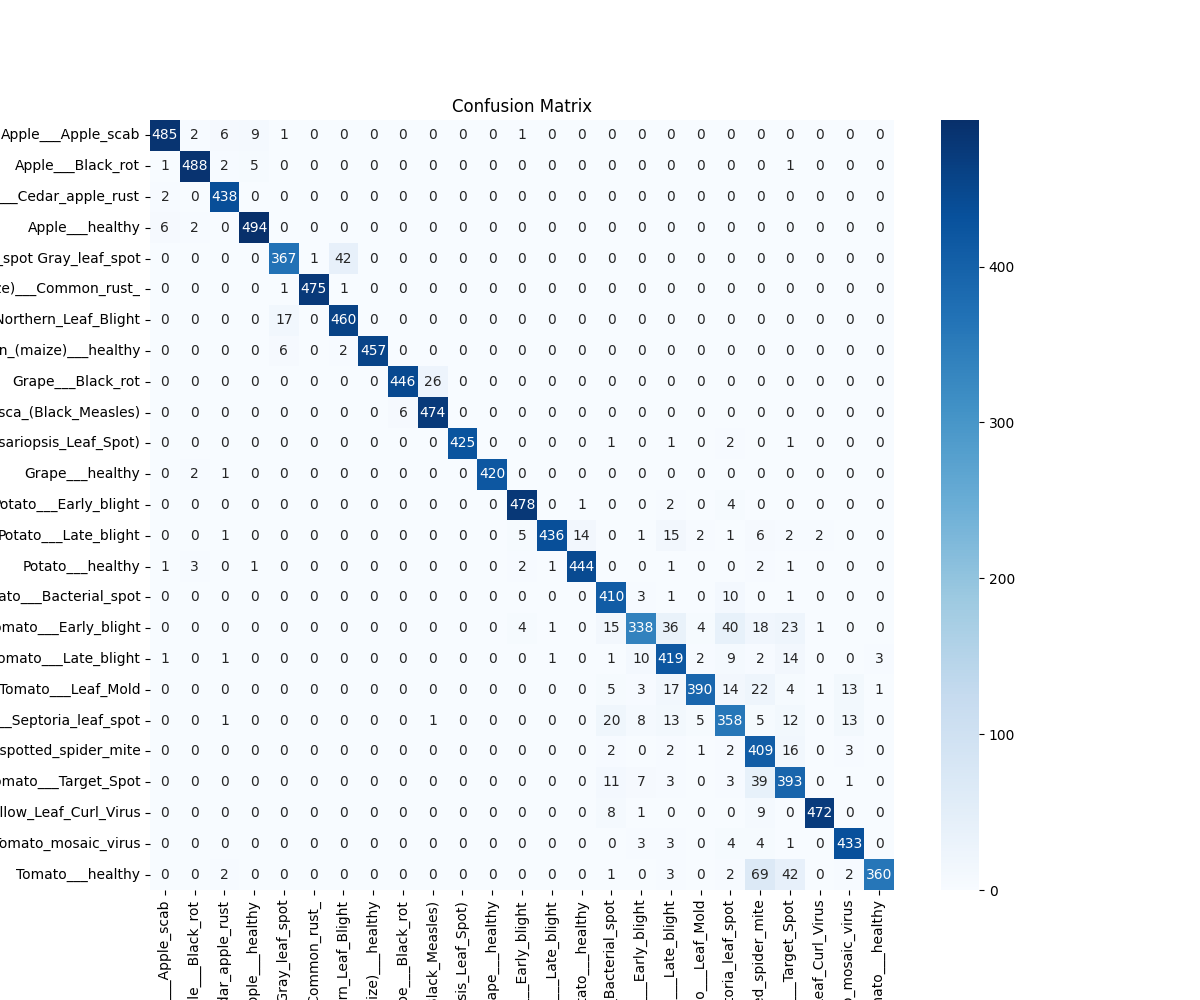 Confusion Matrix
Apple___Apple_scab 485 2 6 9 1 0 0 0 0 0 0 0 1 0 0 0 0 0 0 0 0 0 0 0 0
Apple___Black_rot 1 488 2 5 0 0 0 0 0 0 0 0 0 0 0 0 0 0 0 0 0 1 0 0 0
___Cedar_apple_rust 2 0 438 0 0 0 0 0 0 0 0 0 0 0 0 0 0 0 0 0 0 0 0 0 0
Apple___healthy 6 2 0 494 0 0 0 0 0 0 0 0 0 0 0 0 0 0 0 0 0 0 0 0 0
_spot Gray_leaf_spot 0 0 0 0 367 1 42 0 0 0 0 0 0 0 0 0 0 0 0 0 0 0 0 0 0
ze)___Common_rust_ 0 0 0 0 1 475 1 0 0 0 0 0 0 0 0 0 0 0 0 0 0 0 0 0 0
Northern_Leaf_Blight 0 0 0 0 17 0 460 0 0 0 0 0 0 0 0 0 0 0 0 0 0 0 0 0 0
n_(maize)___healthy 0 0 0 0 6 0 2 457 0 0 0 0 0 0 0 0 0 0 0 0 0 0 0 0 0
Grape___Black_rot 0 0 0 0 0 0 0 0 446 26 0 0 0 0 0 0 0 0 0 0 0 0 0 0 0
sca_(Black_Measles) 0 0 0 0 0 0 0 0 6 474 0 0 0 0 0 0 0 0 0 0 0 0 0 0 0
sariopsis_Leaf_Spot) 0 0 0 0 0 0 0 0 0 0 425 0 0 0 0 1 0 1 0 2 0 1 0 0 0
Grape___healthy 0 2 1 0 0 0 0 0 0 0 0 420 0 0 0 0 0 0 0 0 0 0 0 0 0
Potato___Early_blight 0 0 0 0 0 0 0 0 0 0 0 0 478 0 1 0 0 2 0 4 0 0 0 0 0
Potato___Late_blight 0 0 1 0 0 0 0 0 0 0 0 0 5 436 14 0 1 15 2 1 6 2 2 0 0
Potato___healthy 1 3 0 1 0 0 0 0 0 0 0 0 2 1 444 0 0 1 0 0 2 1 0 0 0
ato___Bacterial_spot 0 0 0 0 0 0 0 0 0 0 0 0 0 0 0 410 3 1 0 10 0 1 0 0 0
omato___Early_blight 0 0 0 0 0 0 0 0 0 0 0 0 4 1 0 15 338 36 4 40 18 23 1 0 0
omato___Late_blight 1 0 1 0 0 0 0 0 0 0 0 0 0 1 0 1 10 419 2 9 2 14 0 0 3
Tomato___Leaf_Mold 0 0 0 0 0 0 0 0 0 0 0 0 0 0 0 5 3 17 390 14 22 4 1 13 1
__Septoria_leaf_spot 0 0 1 0 0 0 0 0 0 1 0 0 0 0 0 20 8 13 5 358 5 12 0 13 0
spotted_spider_mite 0 0 0 0 0 0 0 0 0 0 0 0 0 0 0 2 0 2 1 2 409 16 0 3 0
omato___Target_Spot 0 0 0 0 0 0 0 0 0 0 0 0 0 0 0 11 7 3 0 3 39 393 0 1 0
llow_Leaf_Curl_Virus 0 0 0 0 0 0 0 0 0 0 0 0 0 0 0 8 1 0 0 0 9 0 472 0 0
Tomato_mosaic_virus 0 0 0 0 0 0 0 0 0 0 0 0 0 0 0 0 3 3 0 4 4 1 0 433 0
Tomato___healthy 0 0 2 0 0 0 0 0 0 0 0 0 0 0 0 1 0 3 0 2 69 42 0 2 360
___Apple_scab
le___Black_rot
dar_apple_rust
pple___healthy
Gray_leaf_spot
Common_rust_
rn_Leaf_Blight
ize)___healthy
pe___Black_rot
lack_Measles)
sis_Leaf_Spot)
ape___healthy
___Early_blight
___Late_blight
tato___healthy
Bacterial_spot
___Early_blight
___Late_blight
o___Leaf_Mold
toria_leaf_spot
ed_spider_mite
___Target_Spot
eaf_Curl_Virus
o_mosaic_virus
mato___healthy
400
300
200
100
0